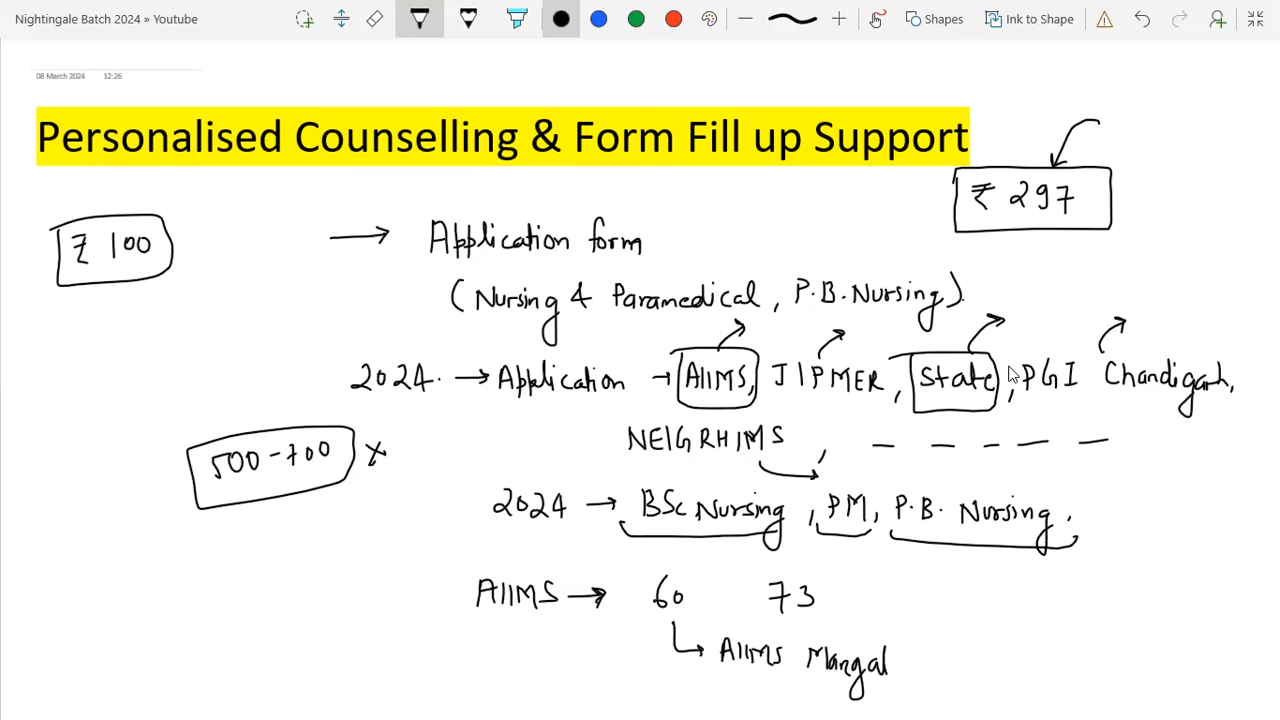 Nightingale Batch 2024 » Youtube
Shapes
Ink to Shape
08 March 2024 12:26
Personalised Counselling & Form Fill up Support
₹ 297
₹ 100
→ Application form
(Nursing & Paramedical, P.B. Nursing).
2024. → Application → AIIMS, JIPMER, State, PGI Chandigarh,
NEIGRHIMS, – – – – –
500-700 ×
2024 → BSc Nursing, PM, P.B. Nursing.
AIIMS → 60 73
AIIMS Mangal